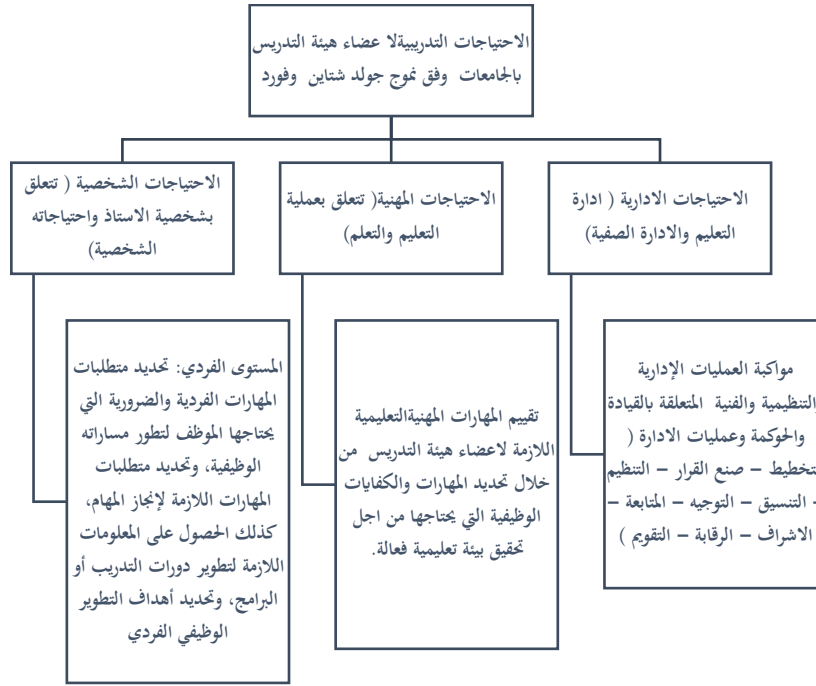 الاحتياجات التدريبيةلا عضاء هيئة التدريس
بالجامعات وفق نموج جولد شتاين وفورد
الاحتياجات الادارية ( ادارة
التعليم والادارة الصفية)
الاحتياجات المهنية( تتعلق بعملية
التعليم والتعلم)
الاحتياجات الشخصية ( تتعلق
بشخصية الاستاذ واحتياجاته
الشخصية)
مواكبة العمليات الإدارية
والتنظيمية والفنية المتعلقة بالقيادة
والحوكمة وعمليات الادارة (
تخطيط – صنع القرار – التنظيم
– التنسيق – التوجيه – المتابعة –
الاشراف – الرقابة – التقويم )
تقييم المهارات المهنيةالتعليمية
اللازمة لاعضاء هيئة التدريس من
خلال تحديد المهارات والكفايات
الوظيفية التي يحتاجها من اجل
تحقيق بيئة تعليمية فعالة.
المستوى الفردي: تحديد متطلبات
المهارات الفردية والضرورية التي
يحتاجها الموظف لتطور مساراته
الوظيفية، وتحديد متطلبات
المهارات اللازمة لإنجاز المهام،
كذلك الحصول على المعلومات
اللازمة لتطوير دورات التدريب أو
البرامج، وتحديد أهداف التطوير
الوظيفي الفردي